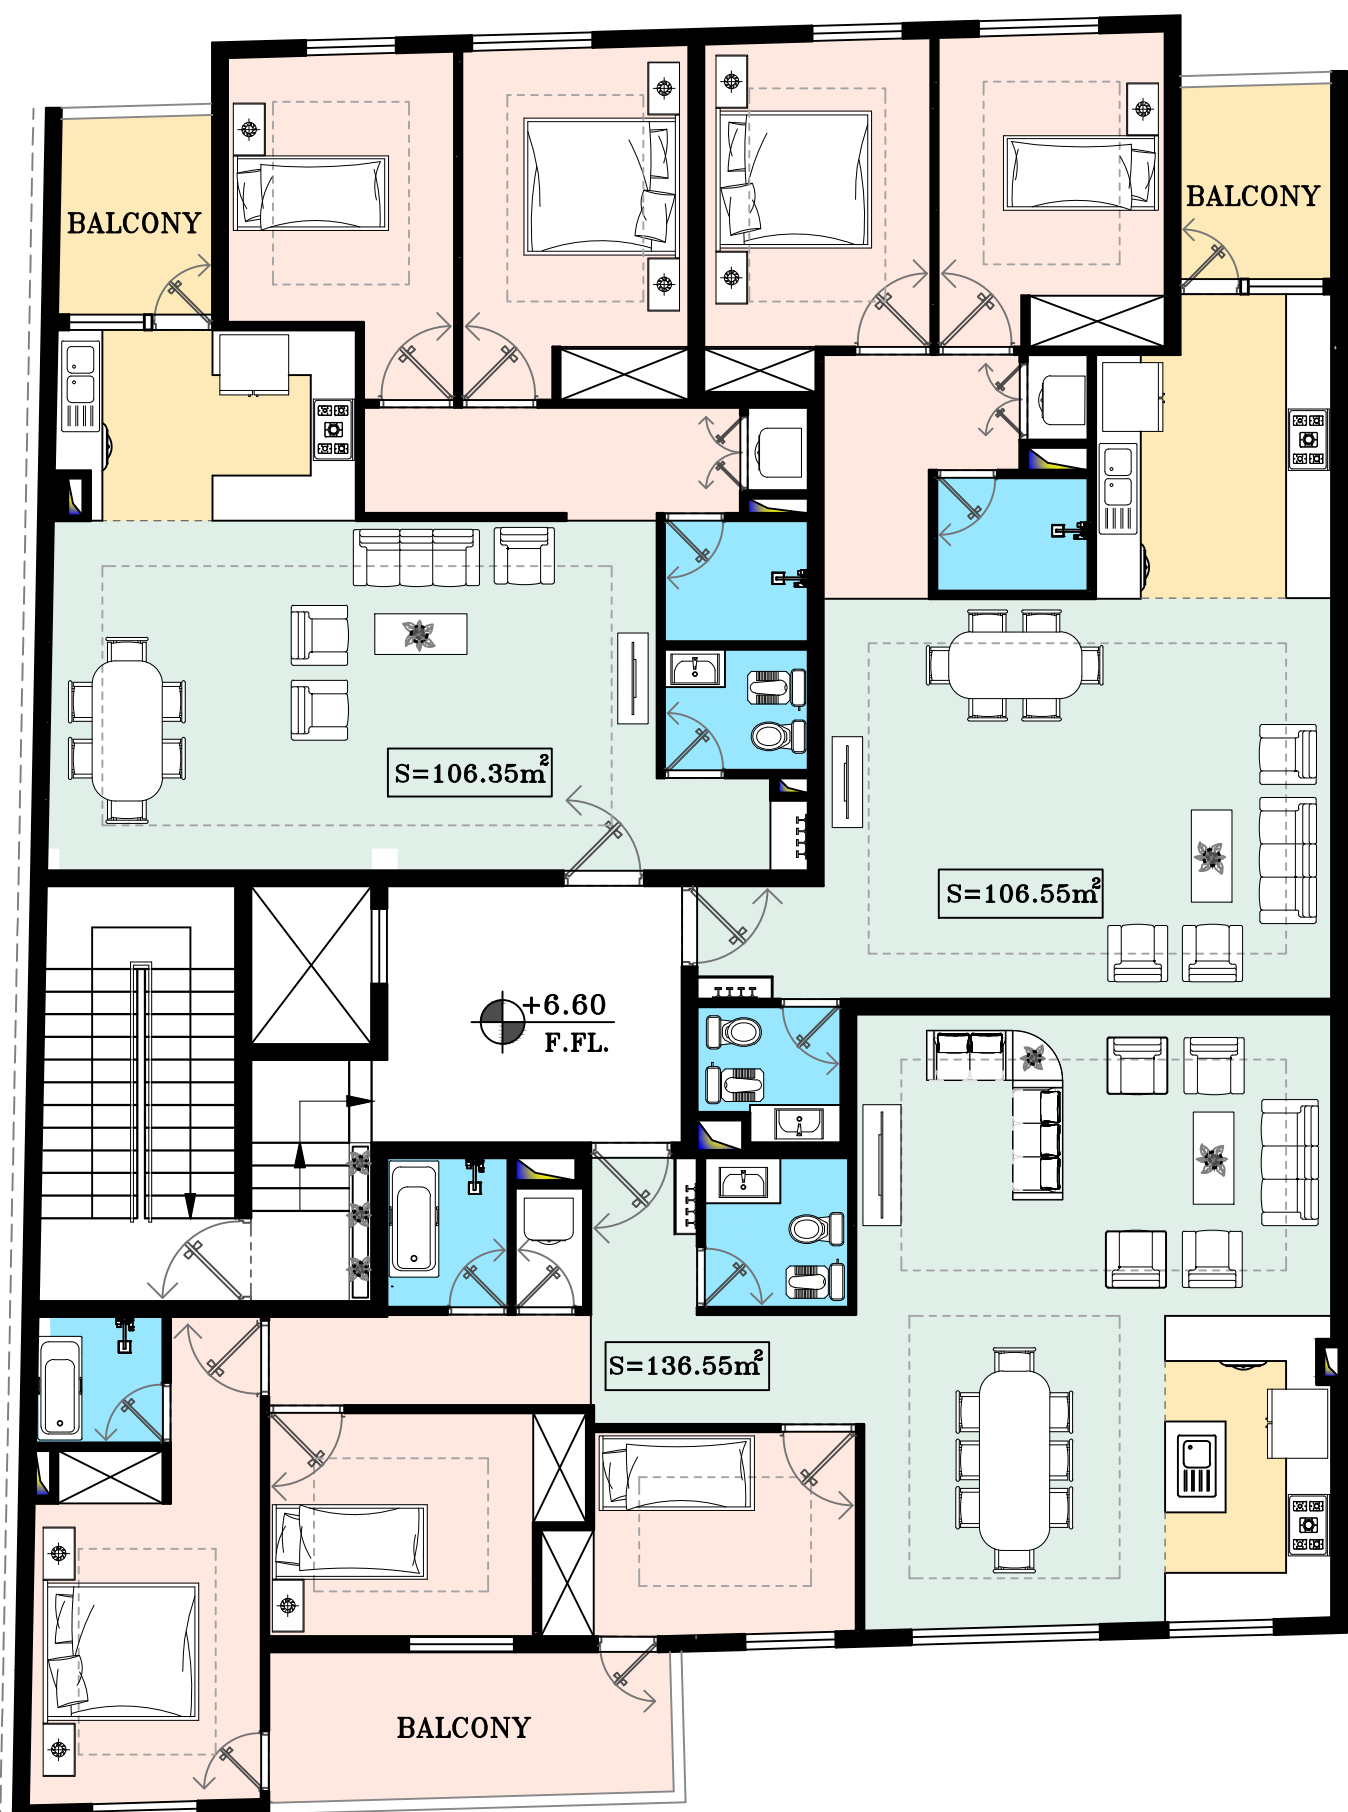 BALCONY
BALCONY
S=106.35m²
S=106.55m²
+6.60
F.FL.
S=136.55m²
BALCONY